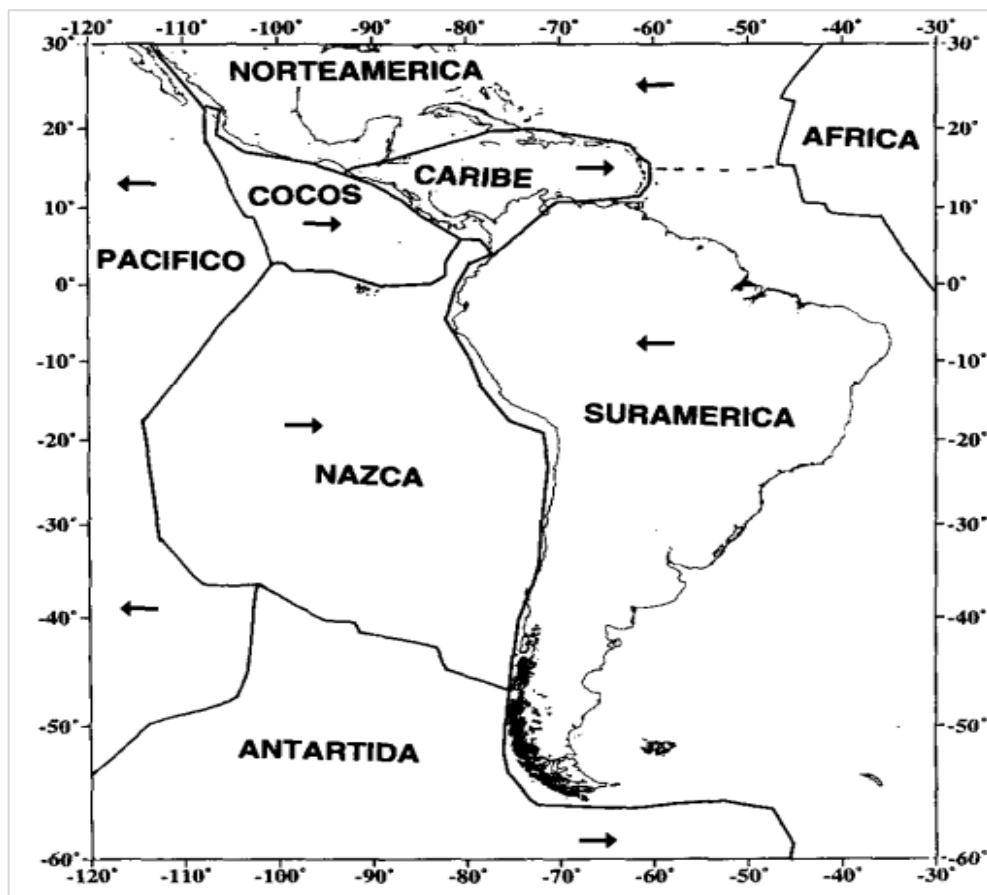 -120° -110° -100° -90° -80° -70° -60° -50° -40° -30°
30° 30°
NORTEAMERICA
20° AFRICA 20°
CARIBE
COCOS
10° 10°
PACIFICO
0° 0°
-10° -10°
SURAMERICA
-20° -20°
NAZCA
-30° -30°
-40° -40°
-50° -50°
ANTARTIDA
-60° -60°
-120° -110° -100° -90° -80° -70° -60° -50° -40° -30°